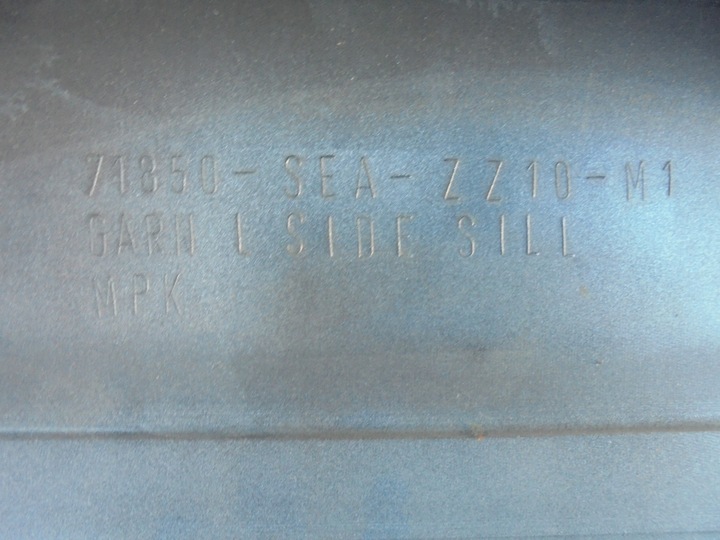 71850-SEA-ZZ10-M1
GARN L SIDE SILL
MPK